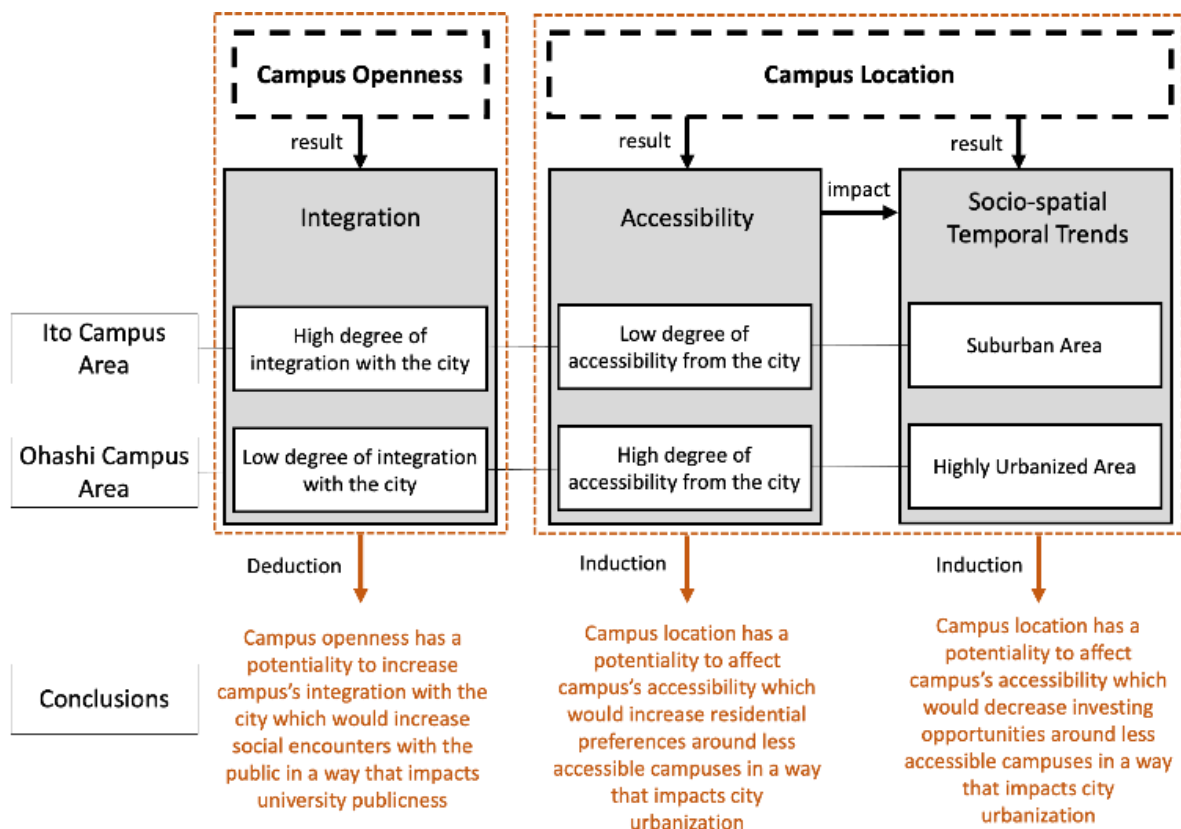 Campus Openness
Campus Location
result
result
result
Integration
Accessibility
impact
Socio-spatial
Temporal Trends
Ito Campus
Area
High degree of
integration with the city
Low degree of
accessibility from the city
Suburban Area
Ohashi Campus
Area
Low degree of integration
with the city
High degree of
accessibility from the city
Highly Urbanized Area
Deduction
Induction
Induction
Conclusions
Campus openness has a
potentiality to increase
campus's integration with the
city which would increase
social encounters with the
public in a way that impacts
university publicness
Campus location has a
potentiality to affect
campus's accessibility which
would increase residential
preferences around less
accessible campuses in a way
that impacts city
urbanization
Campus location has a
potentiality to affect
campus's accessibility which
would decrease investing
opportunities around less
accessible campuses in a way
that impacts city
urbanization